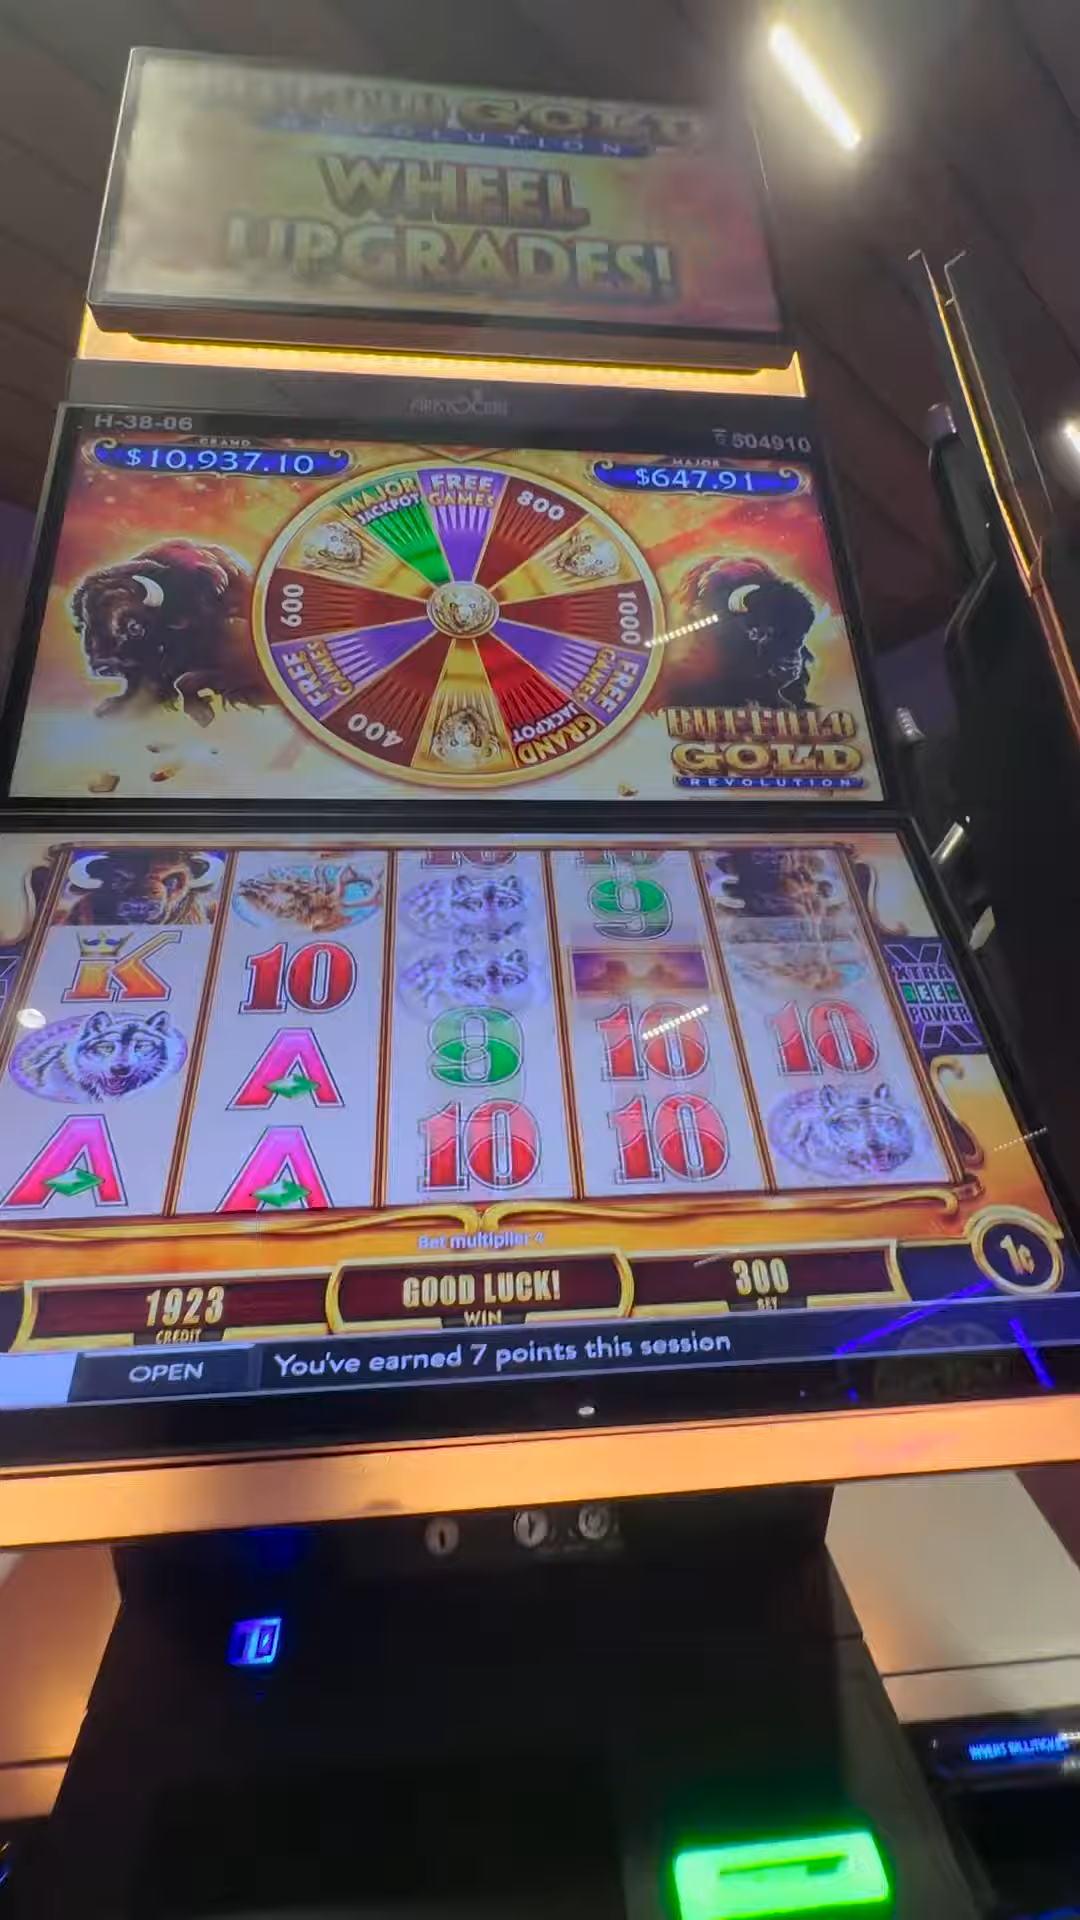 GOLD
REVOLUTION
WHEEL
UPGRADES!
ARISTOCRAT
H-38-06
504910
GRAND
$10,937.10
MAJOR
$647.91
MAJOR
JACKPOT
FREE
GAMES
800
1000
FREE
GAMES
GRAND
JACKPOT
400
FREE
GAMES
600
BUFFALO
GOLD
REVOLUTION
10
10
9
K
10
XTRA
REEL
POWER
A
9
10
10
A
A
10
10
Bet multiplier 4
1923
CREDIT
GOOD LUCK!
WIN
300
BET
1¢
OPEN
You've earned 7 points this session